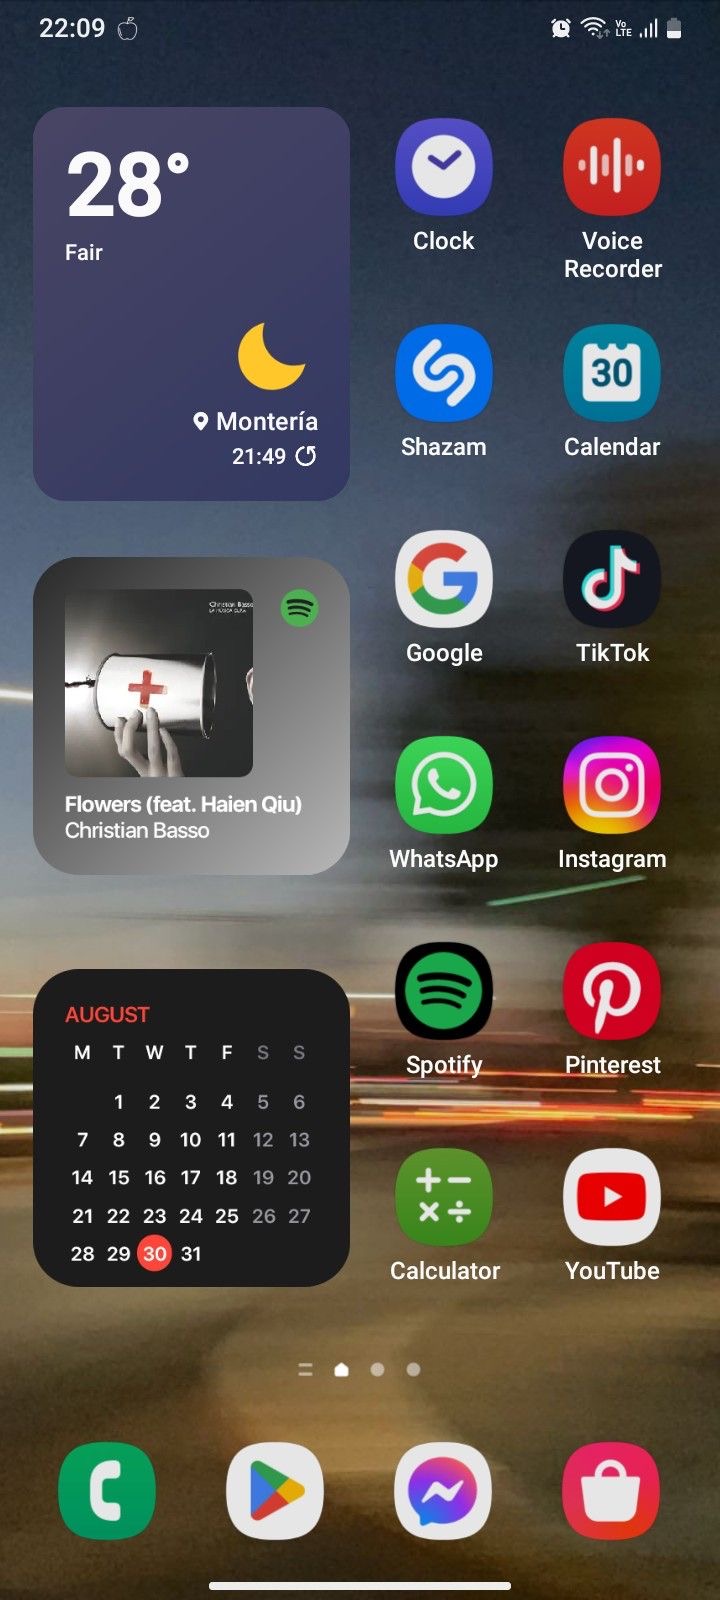 22:09
Vo
LTE
28°
Fair
Montería
21:49
Clock
Voice
Recorder
Shazam
30
Calendar
Google
TikTok
Christian Basso
Flowers (feat. Haien Qiu)
Christian Basso
WhatsApp
Instagram
Spotify
Pinterest
AUGUST
M T W T F S S
1 2 3 4 5 6
7 8 9 10 11 12 13
14 15 16 17 18 19 20
21 22 23 24 25 26 27
28 29 30 31
Calculator
YouTube